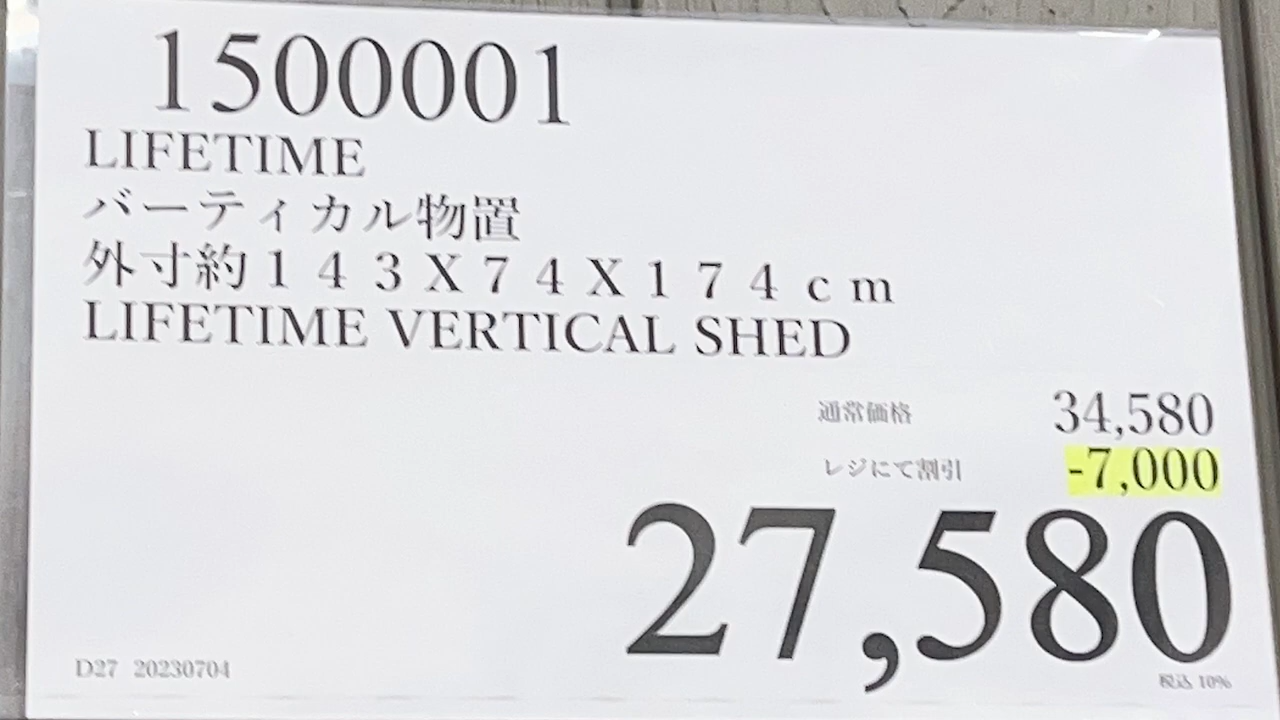 1500001
LIFETIME
バーティカル物置
外寸約１４３Ｘ７４Ｘ１７４ｃｍ
LIFETIME VERTICAL SHED
通常価格 34,580
レジにて割引 -7,000
27,580
税込 10%
D27 20230704